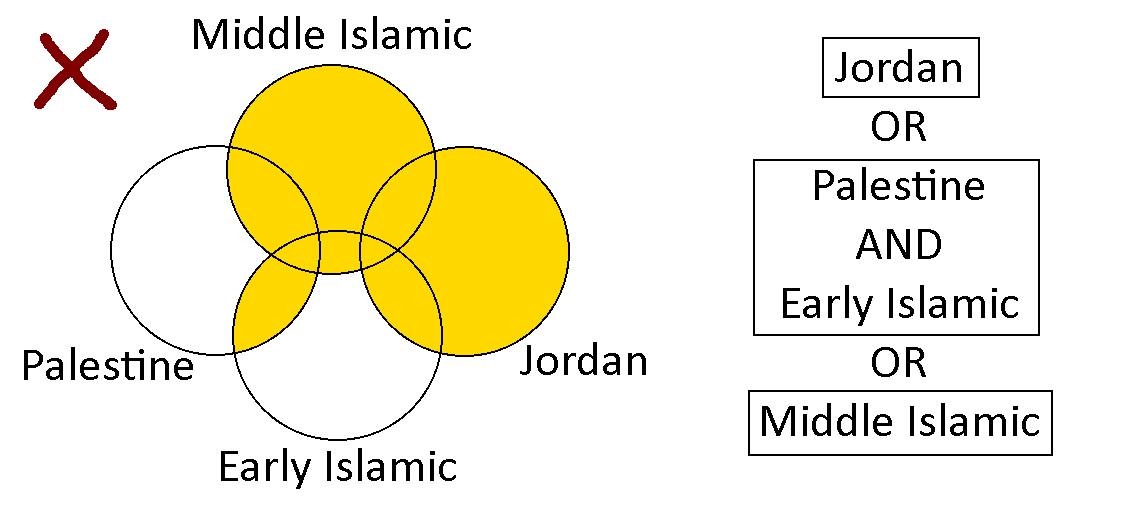 Middle Islamic
Palestine
Jordan
Early Islamic
Jordan
OR
Palestine
AND
Early Islamic
OR
Middle Islamic